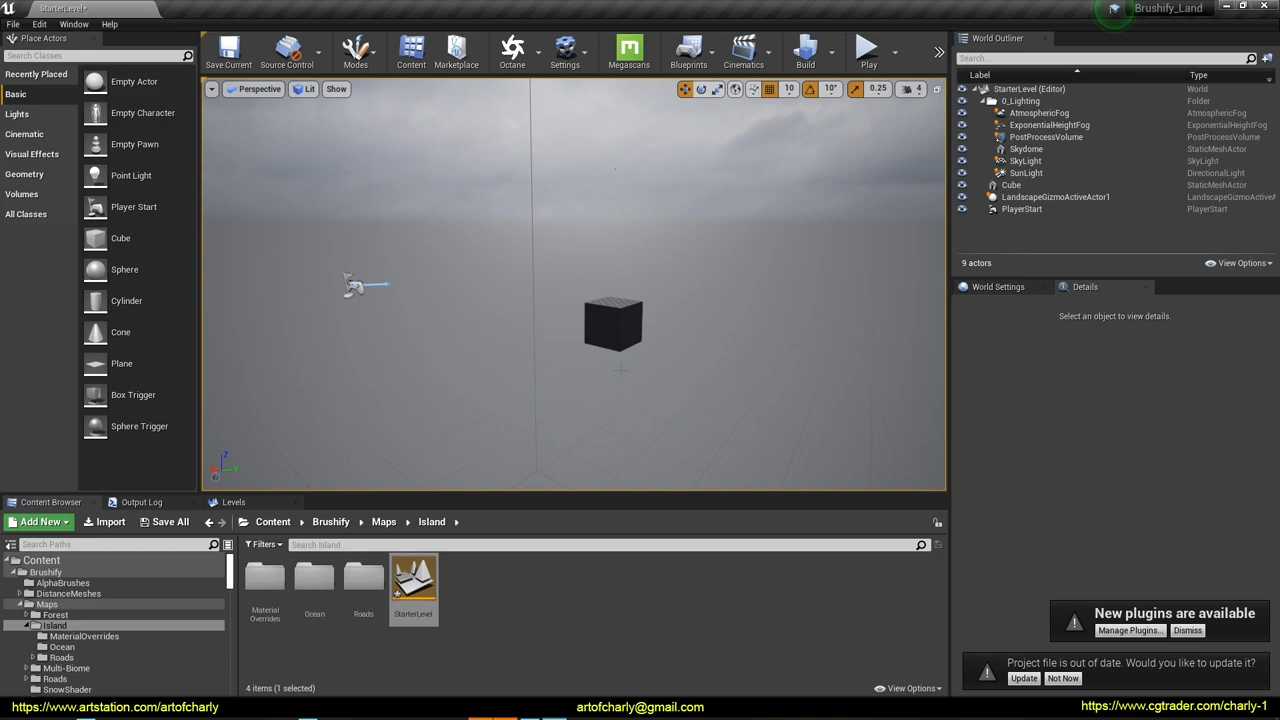 StarterLevel*
Brushify_Land
File Edit Window Help
Place Actors
Search Classes
Recently Placed
Basic
Lights
Cinematic
Visual Effects
Geometry
Volumes
All Classes
Empty Actor
Empty Character
Empty Pawn
Point Light
Player Start
Cube
Sphere
Cylinder
Cone
Plane
Box Trigger
Sphere Trigger
Save Current Source Control Modes Content Marketplace Octane Settings Megascans Blueprints Cinematics Build Play
Perspective Lit Show 10 10° 0.25 4
Z
Y
World Outliner
Search...
Label Type
StarterLevel (Editor) World
0_Lighting Folder
AtmosphericFog AtmosphericFog
ExponentialHeightFog ExponentialHeightFog
PostProcessVolume PostProcessVolume
Skydome StaticMeshActor
SkyLight SkyLight
SunLight DirectionalLight
Cube StaticMeshActor
LandscapeGizmoActiveActor1 LandscapeGizmoActiveA
PlayerStart PlayerStart
9 actors View Options
World Settings Details
Select an object to view details.
Content Browser Output Log Levels
Add New Import Save All Content Brushify Maps Island
Search Paths
Content
Brushify
AlphaBrushes
DistanceMeshes
Maps
Forest
Island
MaterialOverrides
Ocean
Roads
Multi-Biome
Roads
SnowShader
Filters Search Island
Material
Overrides
Ocean
Roads
StarterLevel
4 items (1 selected) View Options
New plugins are available
Manage Plugins... Dismiss
Project file is out of date. Would you like to update it?
Update Not Now
https://www.artstation.com/artofcharly artofcharly@gmail.com https://www.cgtrader.com/charly-1